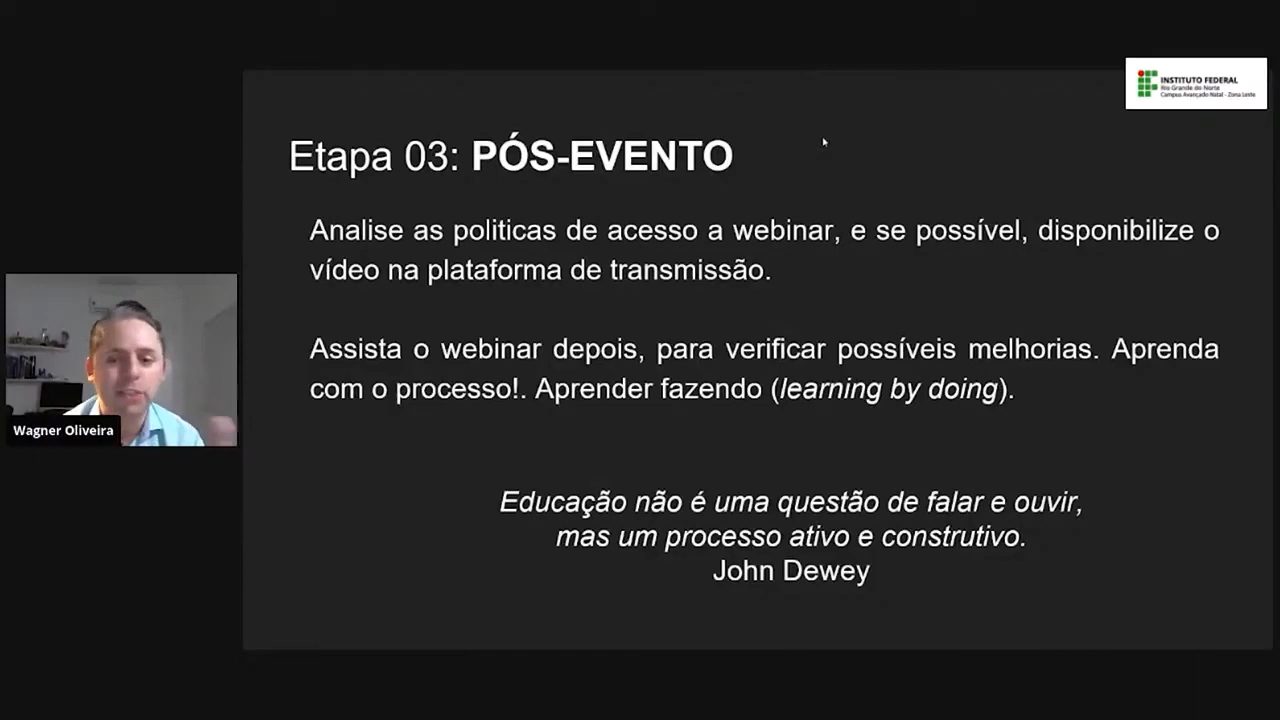 INSTITUTO FEDERAL
Rio Grande do Norte
Campus Avançado Natal - Zona Leste
Etapa 03: PÓS-EVENTO
Analise as politicas de acesso a webinar, e se possível, disponibilize o
vídeo na plataforma de transmissão.
Assista o webinar depois, para verificar possíveis melhorias. Aprenda
com o processo!. Aprender fazendo (learning by doing).
Wagner Oliveira
Educação não é uma questão de falar e ouvir,
mas um processo ativo e construtivo.
John Dewey